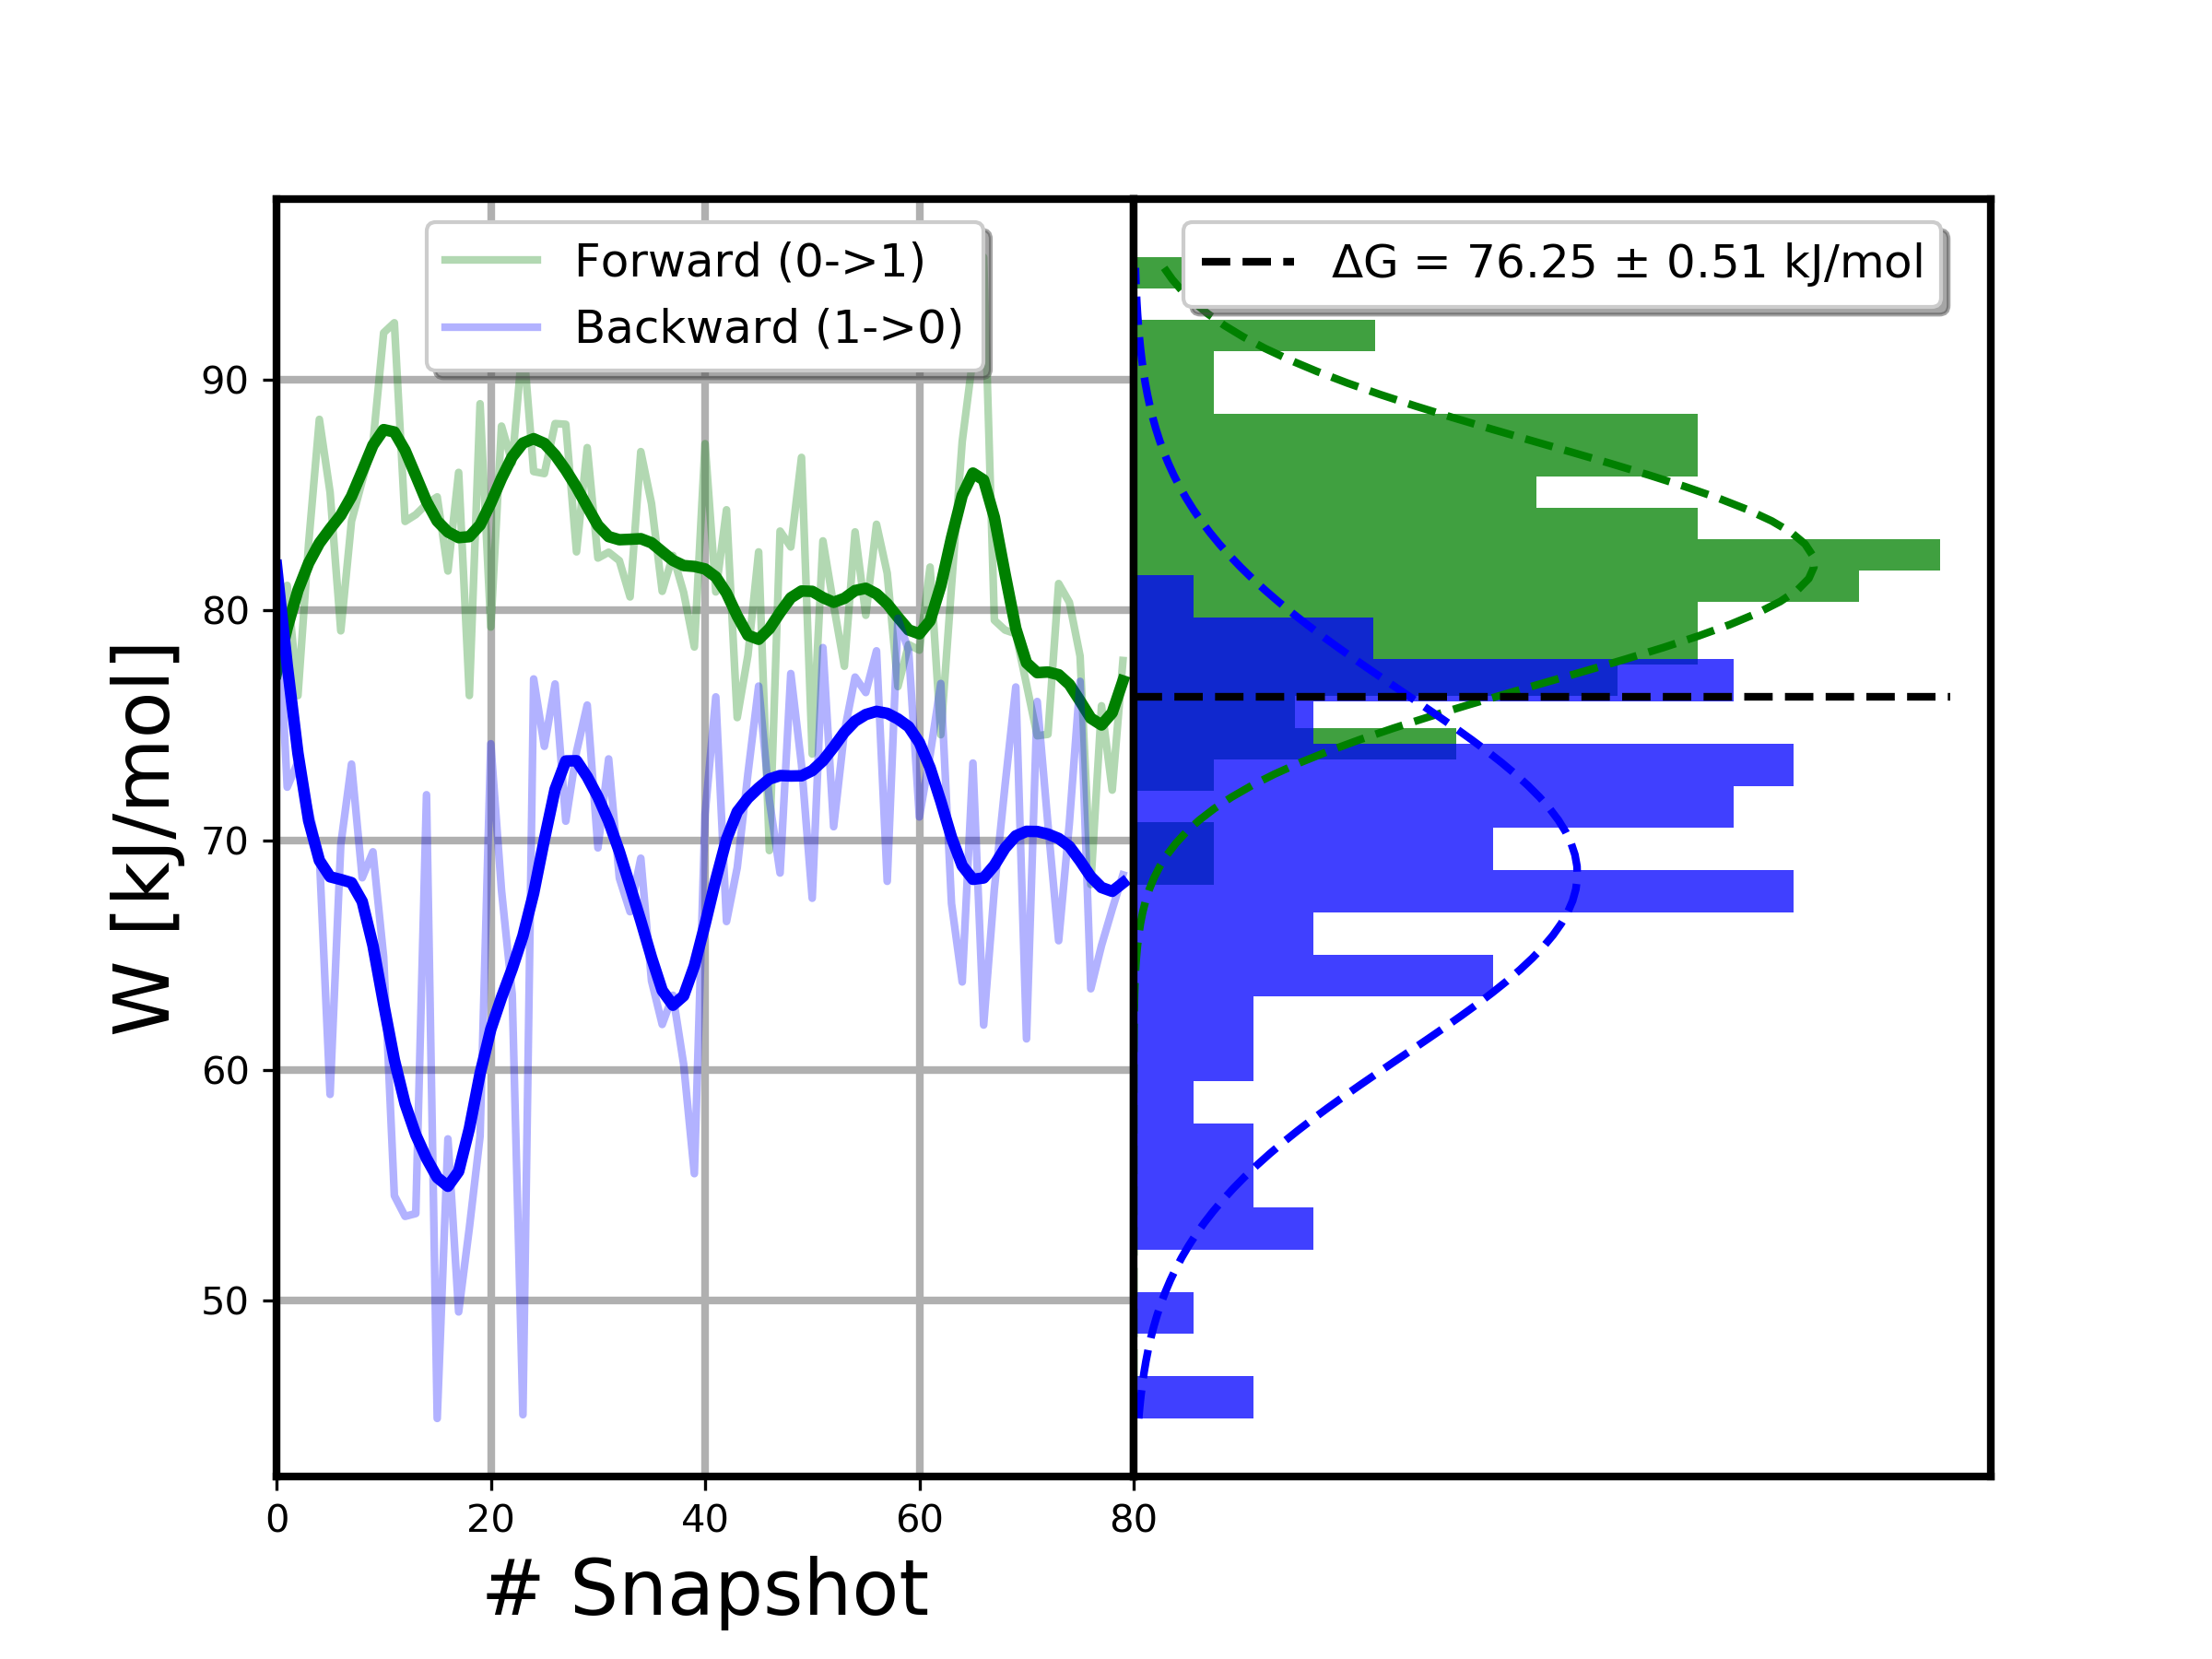 Forward (0->1)
Backward (1->0)
ΔG = 76.25 ± 0.51 kJ/mol
90
80
70
60
50
W [kJ/mol]
0 20 40 60 80
# Snapshot